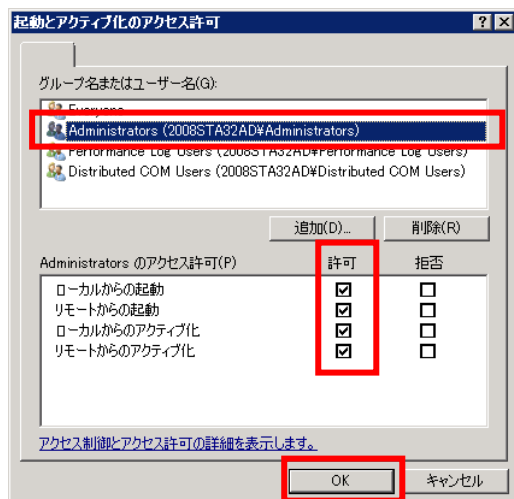 起動とアクティブ化のアクセス許可
グループ名またはユーザー名(G):
Everyone
Administrators (2008STA32AD¥Administrators)
Performance Log Users (2008STA32AD¥Performance Log Users)
Distributed COM Users (2008STA32AD¥Distributed COM Users)
追加(D)... 削除(R)
Administrators のアクセス許可(P) 許可 拒否
ローカルからの起動
リモートからの起動
ローカルからのアクティブ化
リモートからのアクティブ化
アクセス制御とアクセス許可の詳細を表示します。
OK キャンセル